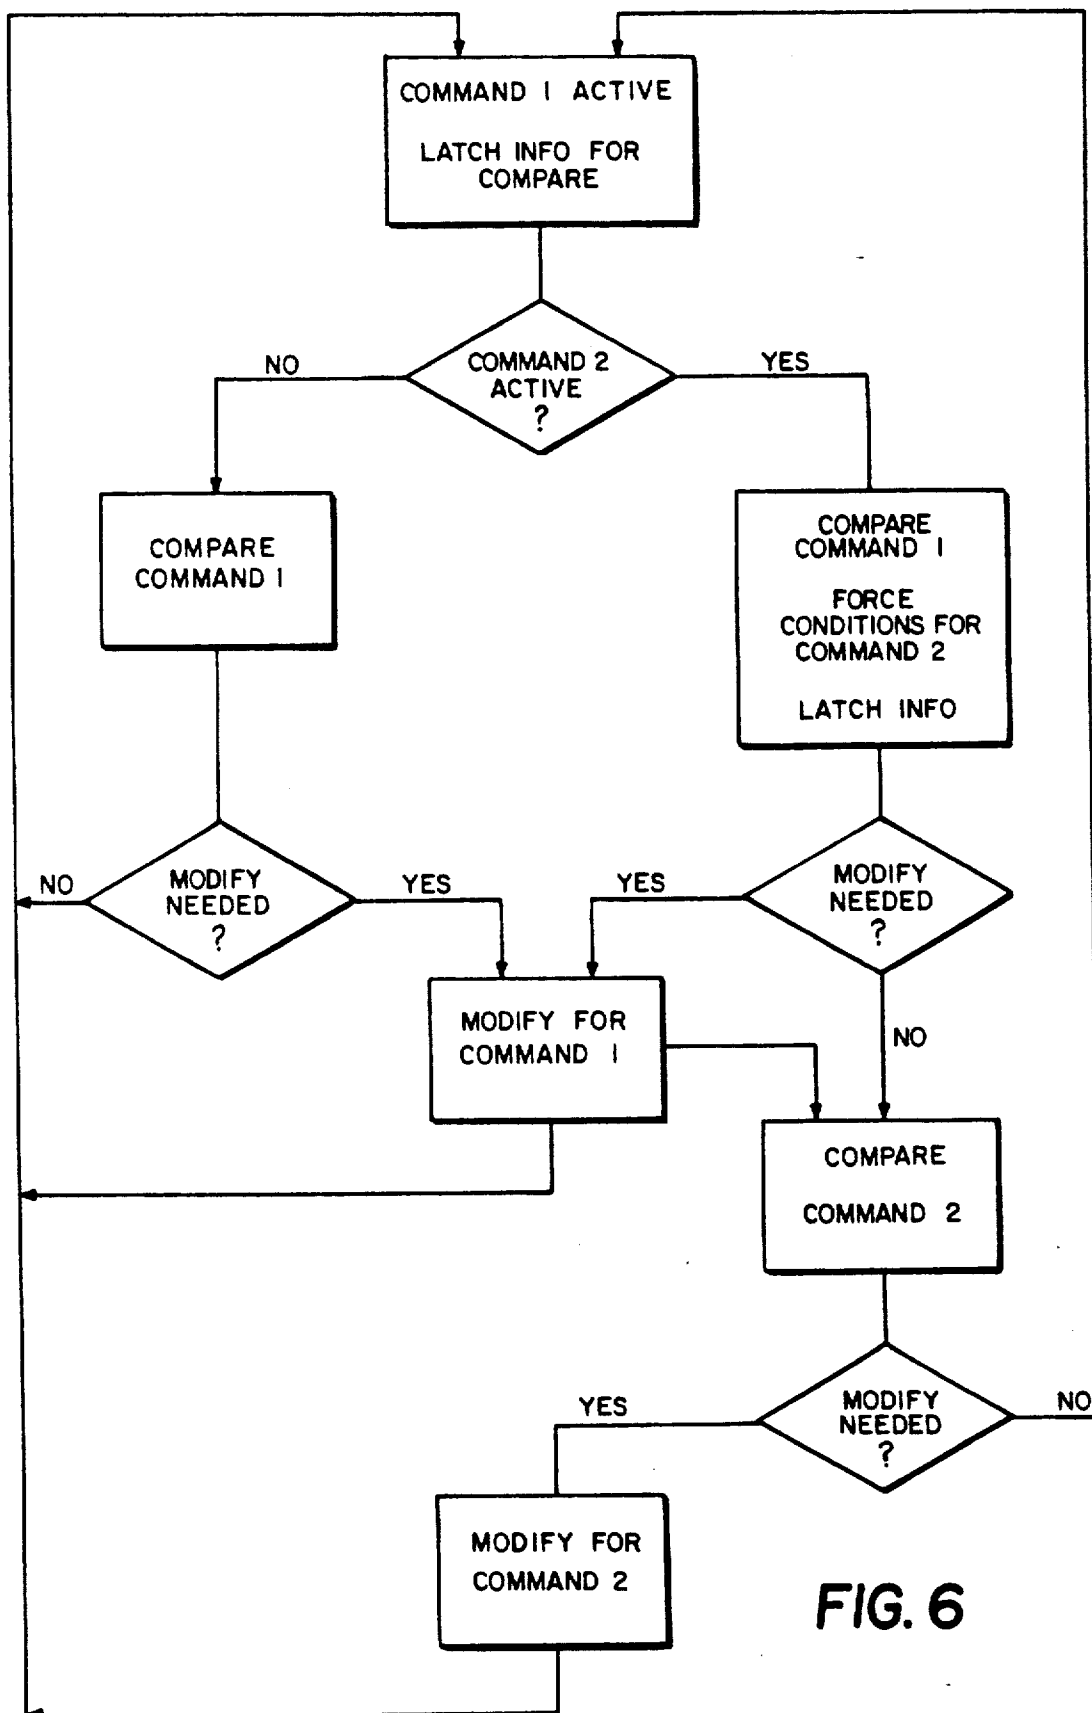 COMMAND 1 ACTIVE
LATCH INFO FOR
COMPARE
NO
COMMAND 2
ACTIVE
?
YES
COMPARE
COMMAND 1
COMPARE
COMMAND 1
FORCE
CONDITIONS FOR
COMMAND 2
LATCH INFO
NO
MODIFY
NEEDED
?
YES
YES
MODIFY
NEEDED
?
MODIFY FOR
COMMAND 1
NO
COMPARE
COMMAND 2
YES
MODIFY
NEEDED
?
NO
MODIFY FOR
COMMAND 2
FIG. 6